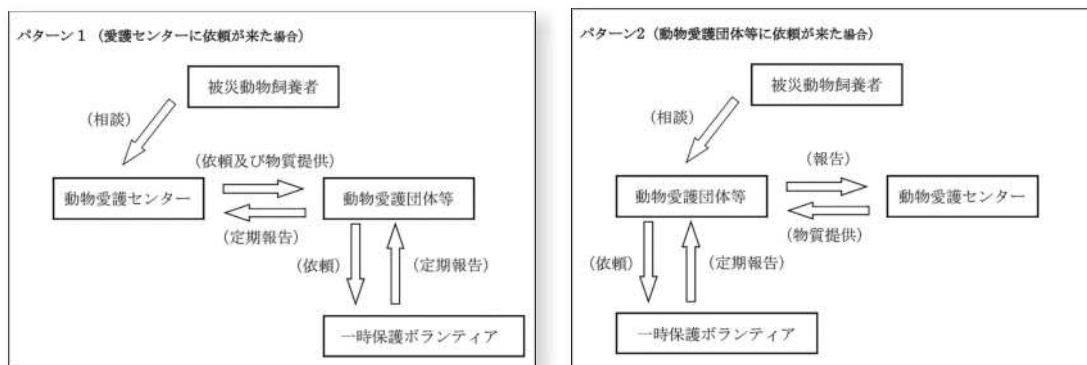 パターン1（愛護センターに依頼が来た場合）
被災動物飼養者
（相談）
（依頼及び物質提供）
動物愛護センター
動物愛護団体等
（定期報告）
（依頼）
（定期報告）
一時保護ボランティア
パターン2（動物愛護団体等に依頼が来た場合）
被災動物飼養者
（相談）
（報告）
動物愛護団体等
動物愛護センター
（物質提供）
（依頼）
（定期報告）
一時保護ボランティア